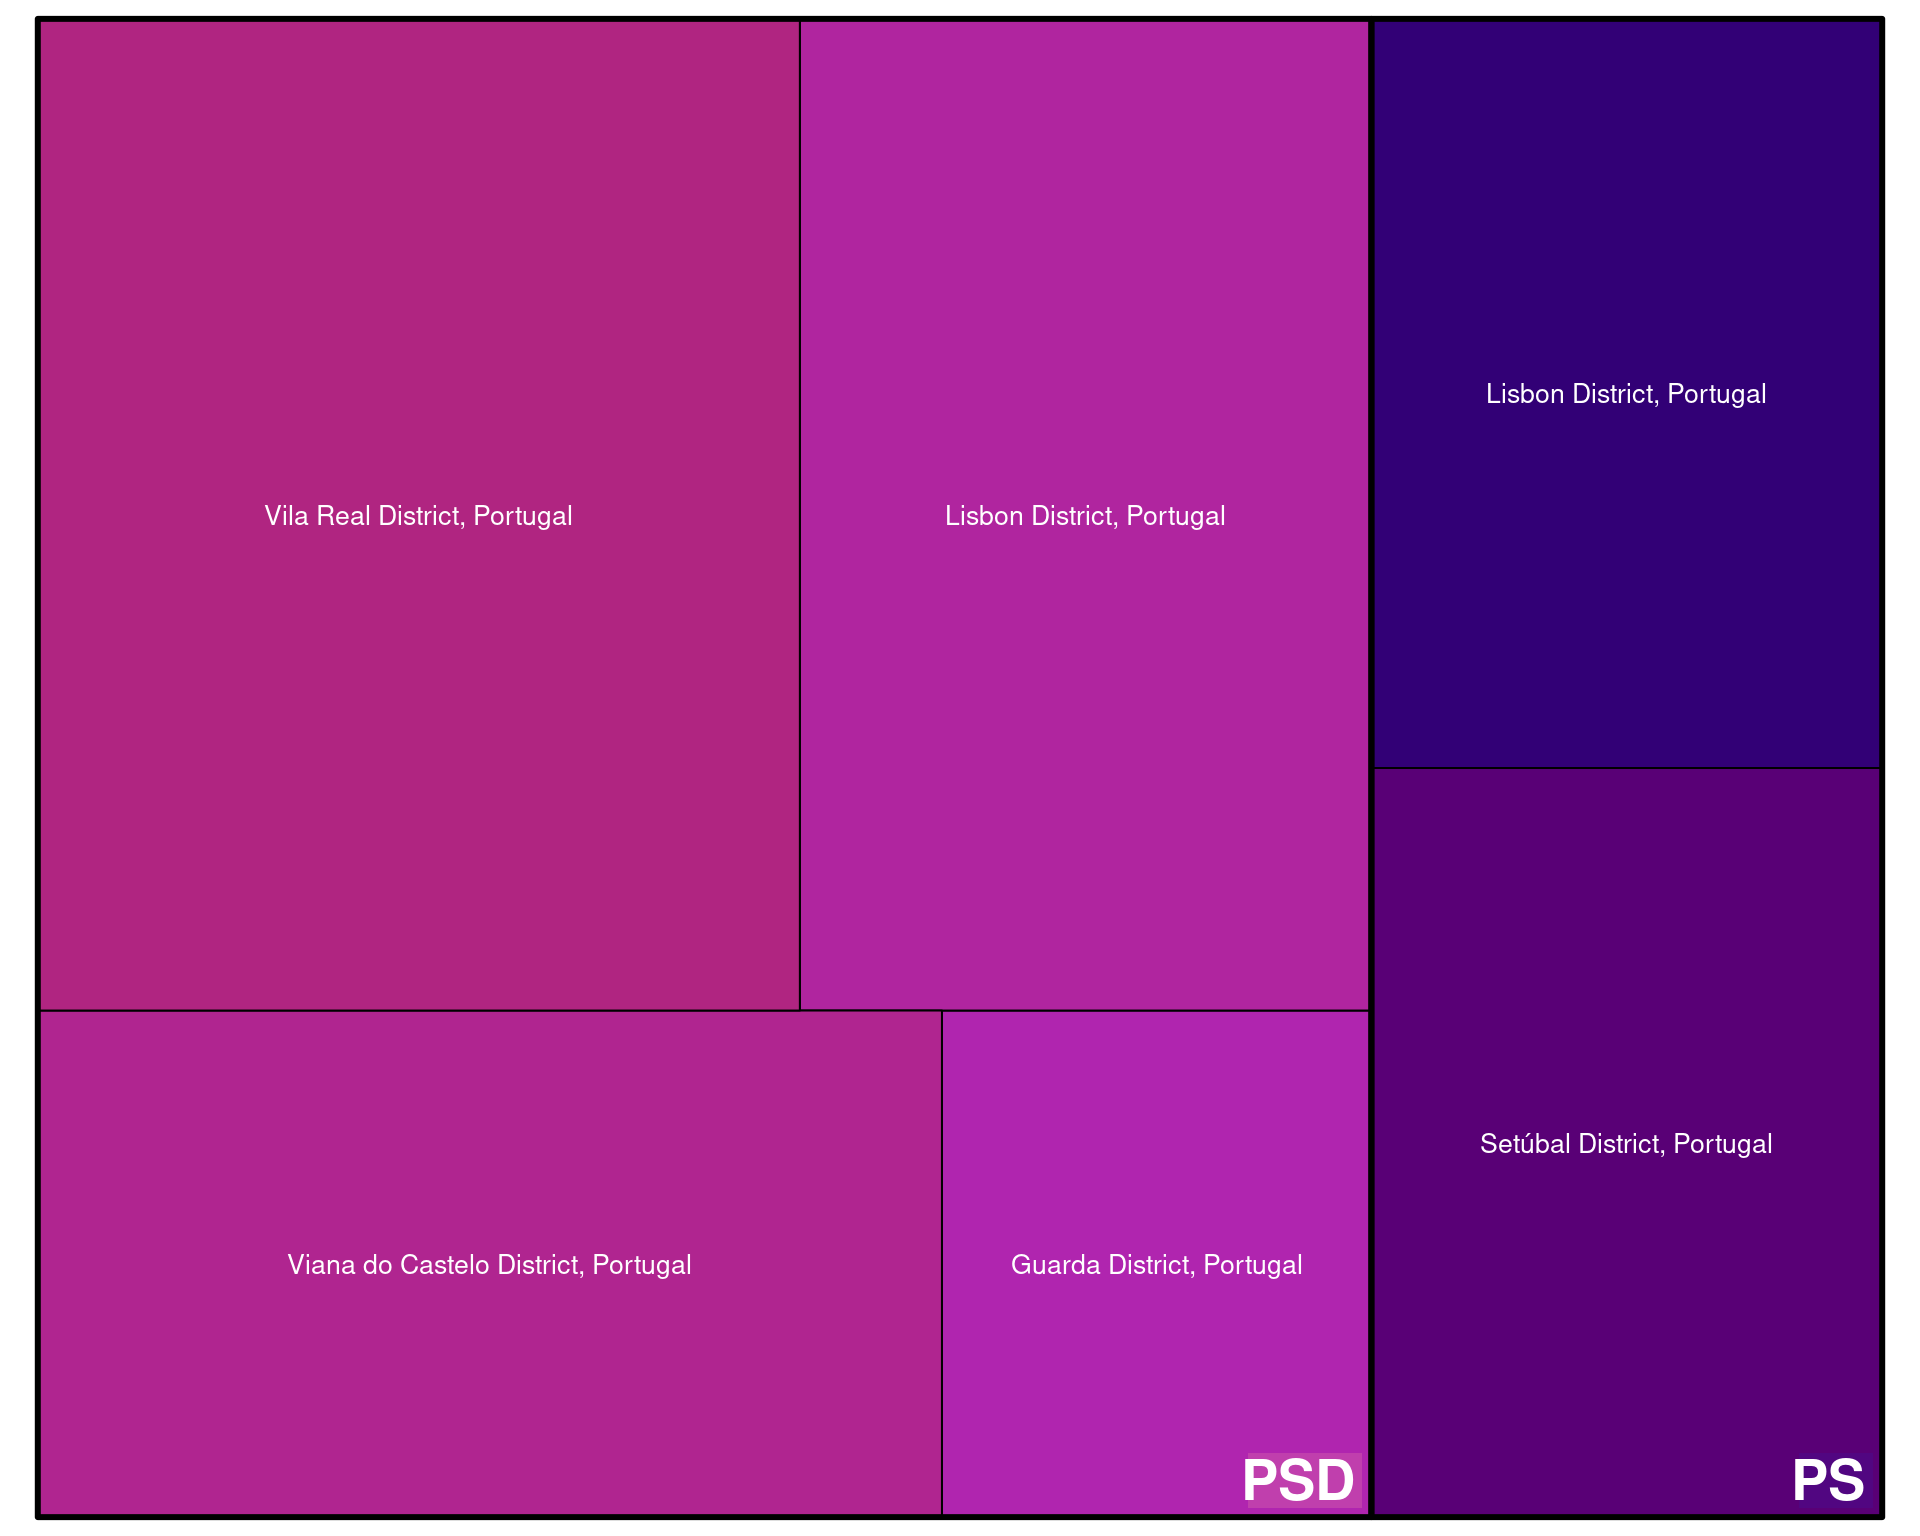 Vila Real District, Portugal
Lisbon District, Portugal
Viana do Castelo District, Portugal
Guarda District, Portugal
PSD
Lisbon District, Portugal
Setúbal District, Portugal
PS